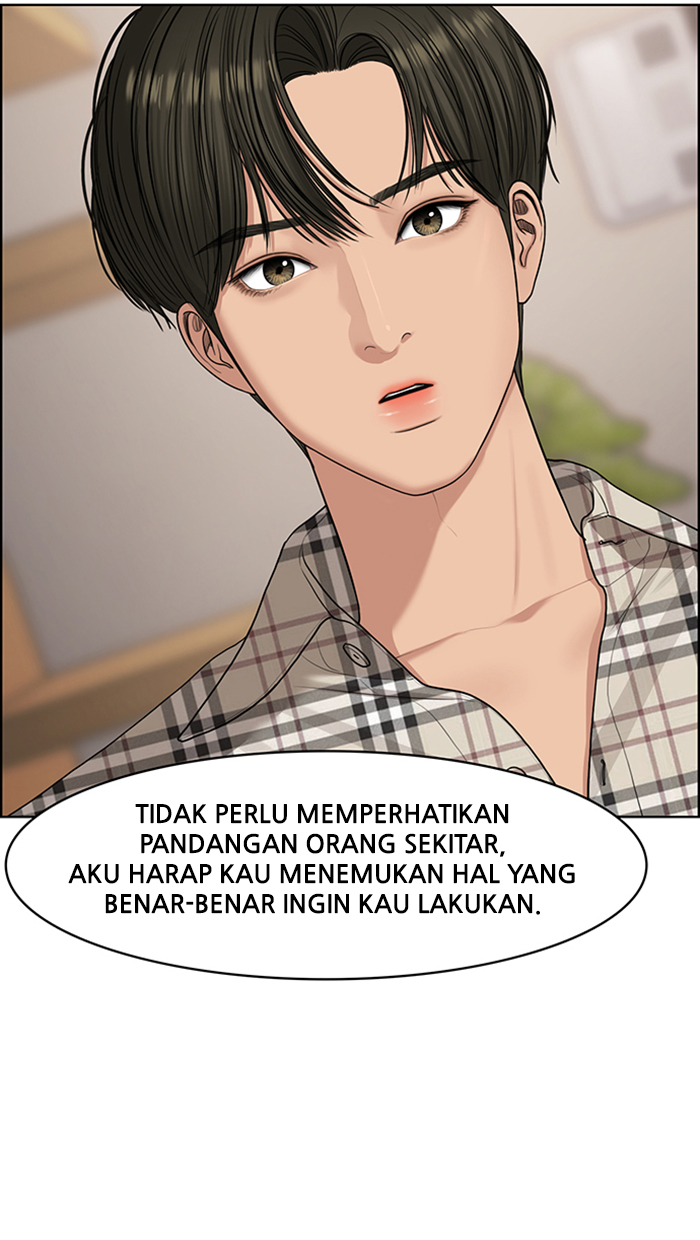 TIDAK PERLU MEMPERHATIKAN
PANDANGAN ORANG SEKITAR,
AKU HARAP KAU MENEMUKAN HAL YANG
BENAR-BENAR INGIN KAU LAKUKAN.